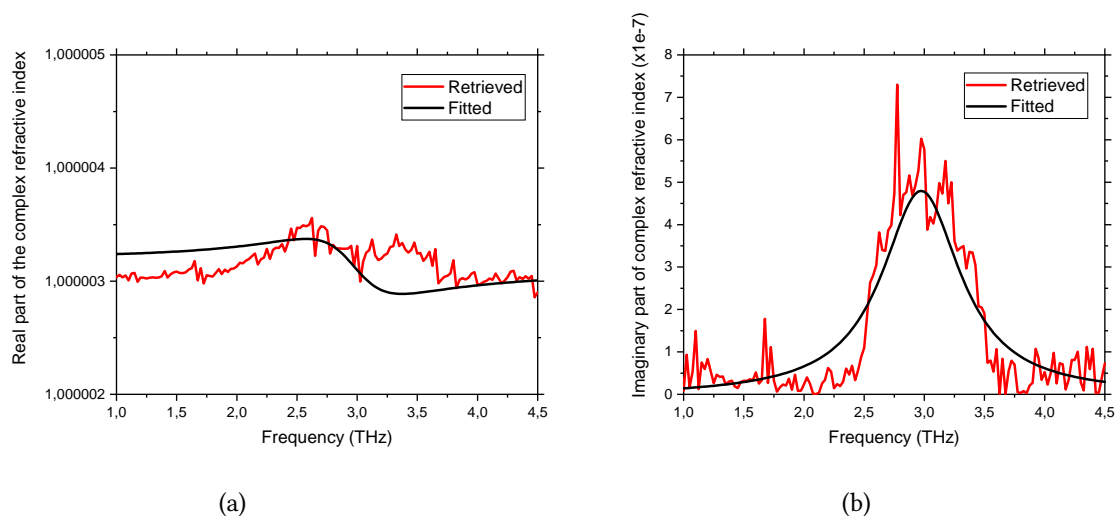 Real part of the complex refractive index
1,000005
1,000004
1,000003
1,000002
Retrieved
Fitted
1,0 1,5 2,0 2,5 3,0 3,5 4,0 4,5
Frequency (THz)
(a)
Imaginary part of complex refractive index (x1e-7)
8
7
6
5
4
3
2
1
0
Retrieved
Fitted
1,0 1,5 2,0 2,5 3,0 3,5 4,0 4,5
Frequency (THz)
(b)